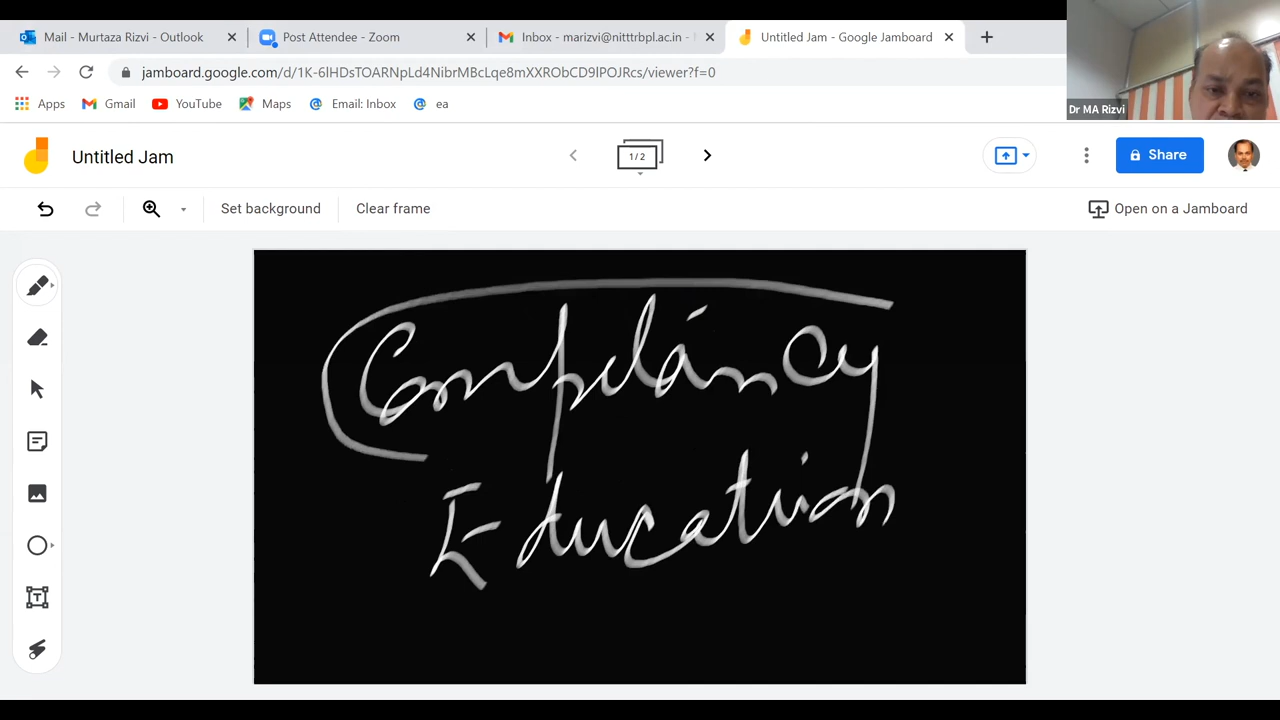 Mail - Murtaza Rizvi - Outlook
Post Attendee - Zoom
Inbox - marizvi@nitttrbpl.ac.in -
Untitled Jam - Google Jamboard
jamboard.google.com/d/1K-6lHDsTOARNpLd4NibrMBcLqe8mXXRObCD9lPOJRcs/viewer?f=0
Apps
Gmail
YouTube
Maps
Email: Inbox
ea
Dr MA Rizvi
Untitled Jam
1/2
Share
Set background
Clear frame
Open on a Jamboard
Education